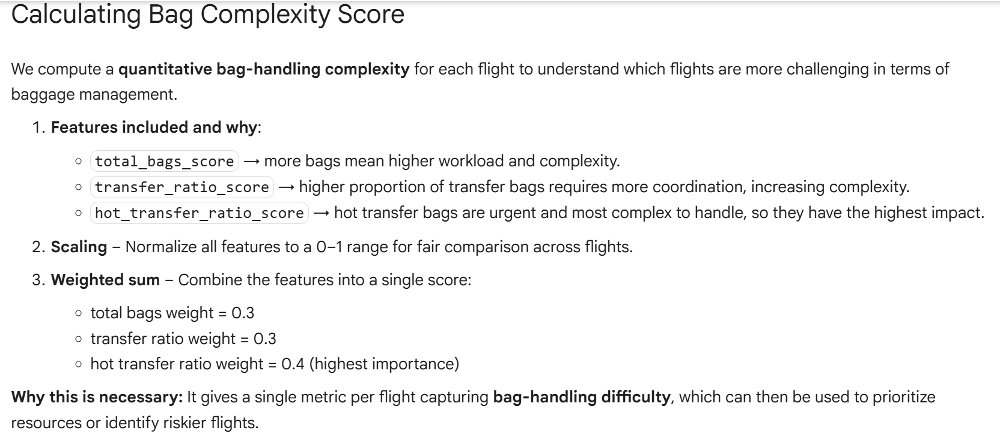 Calculating Bag Complexity Score
We compute a quantitative bag-handling complexity for each flight to understand which flights are more challenging in terms of
baggage management.
1. Features included and why:
○ total_bags_score → more bags mean higher workload and complexity.
○ transfer_ratio_score → higher proportion of transfer bags requires more coordination, increasing complexity.
○ hot_transfer_ratio_score → hot transfer bags are urgent and most complex to handle, so they have the highest impact.
2. Scaling – Normalize all features to a 0–1 range for fair comparison across flights.
3. Weighted sum – Combine the features into a single score:
○ total bags weight = 0.3
○ transfer ratio weight = 0.3
○ hot transfer ratio weight = 0.4 (highest importance)
Why this is necessary: It gives a single metric per flight capturing bag-handling difficulty, which can then be used to prioritize
resources or identify riskier flights.